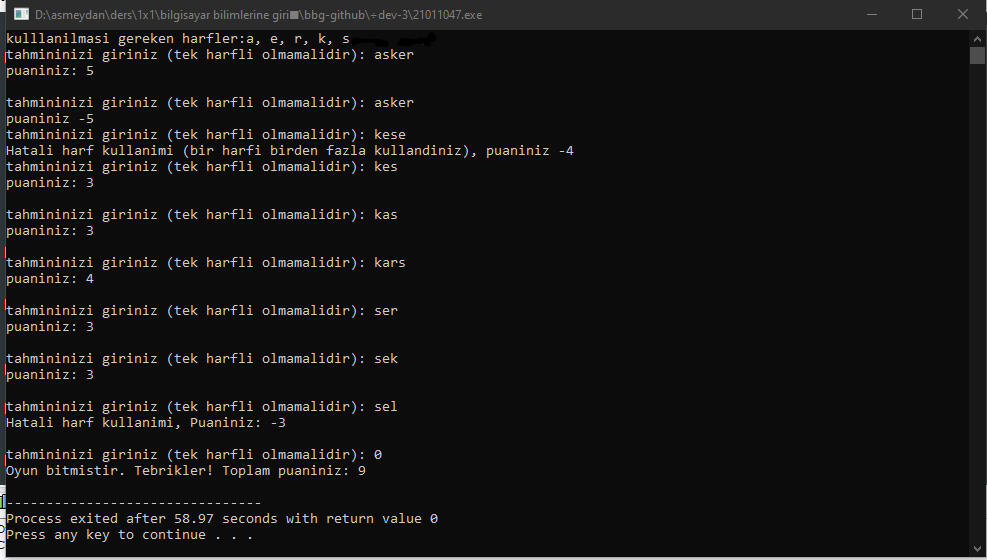 D:\asmeydan\ders\1x1\bilgisayar bilimlerine giri■\bbg-github\÷dev-3\21011047.exe
kulllanilmasi gereken harfler:a, e, r, k, s
tahmininizi giriniz (tek harfli olmamalidir): asker
puaniniz: 5
tahmininizi giriniz (tek harfli olmamalidir): asker
puaniniz -5
tahmininizi giriniz (tek harfli olmamalidir): kese
Hatali harf kullanimi (bir harfi birden fazla kullandiniz), puaniniz -4
tahmininizi giriniz (tek harfli olmamalidir): kes
puaniniz: 3
tahmininizi giriniz (tek harfli olmamalidir): kas
puaniniz: 3
tahmininizi giriniz (tek harfli olmamalidir): kars
puaniniz: 4
tahmininizi giriniz (tek harfli olmamalidir): ser
puaniniz: 3
tahmininizi giriniz (tek harfli olmamalidir): sek
puaniniz: 3
tahmininizi giriniz (tek harfli olmamalidir): sel
Hatali harf kullanimi, Puaniniz: -3
tahmininizi giriniz (tek harfli olmamalidir): 0
Oyun bitmistir. Tebrikler! Toplam puaniniz: 9
--------------------------------
Process exited after 58.97 seconds with return value 0
Press any key to continue . . .